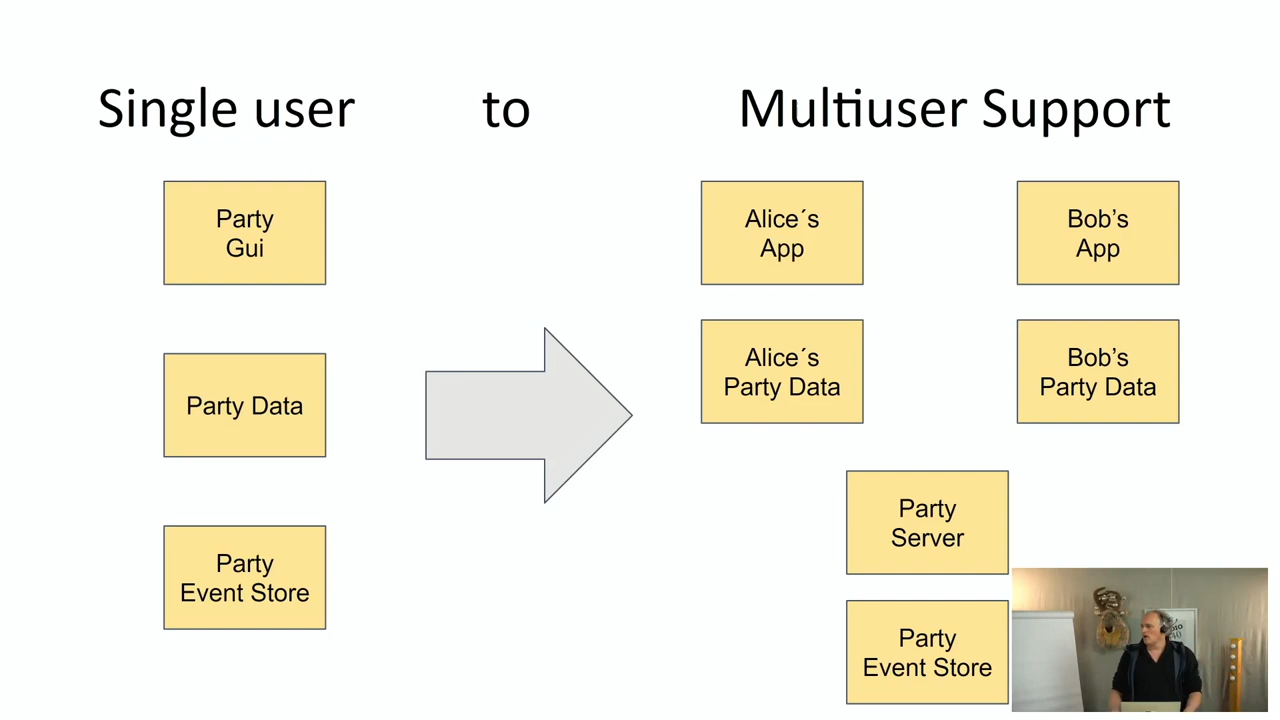 Single user to Multiuser Support
Party
Gui
Party Data
Party
Event Store
Alice´s
App
Bob’s
App
Alice´s
Party Data
Bob’s
Party Data
Party
Server
Party
Event Store